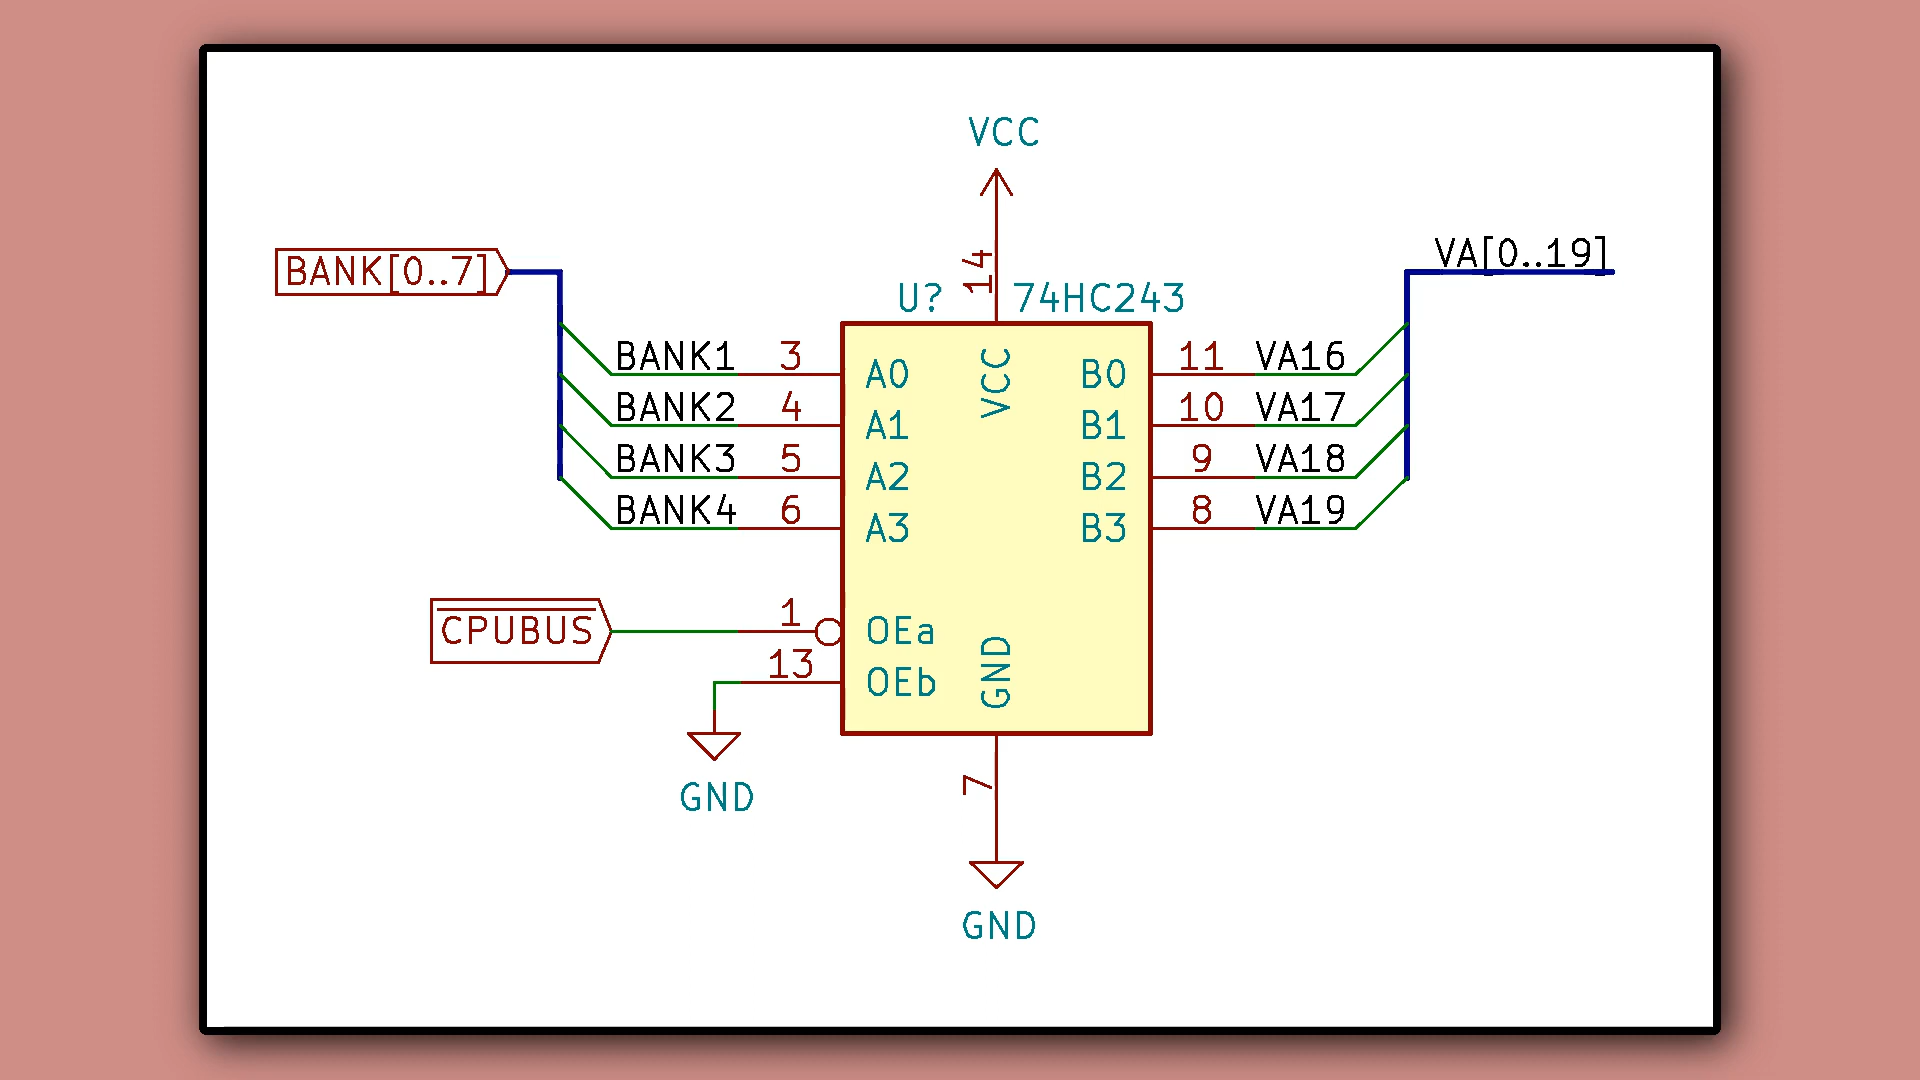 VCC
BANK[0..7]
VA[0..19]
14
U?
74HC243
BANK1 3 A0 VCC B0 11 VA16
BANK2 4 A1 B1 10 VA17
BANK3 5 A2 B2 9 VA18
BANK4 6 A3 B3 8 VA19
CPUBUS 1 OEa GND
13 OEb
GND
7
GND